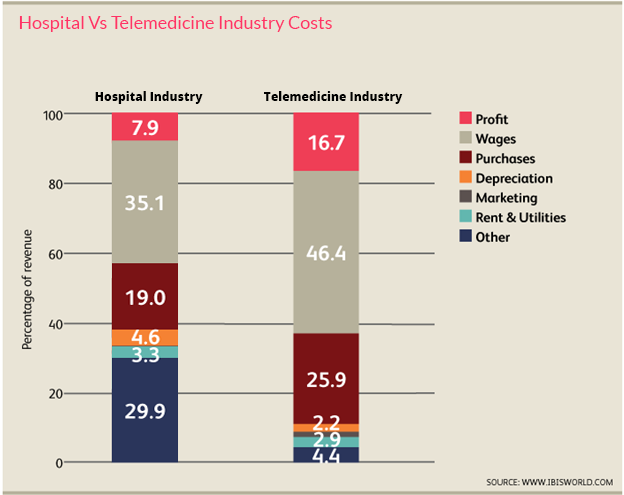 Hospital Vs Telemedicine Industry Costs
Hospital Industry
Telemedicine Industry
Percentage of revenue
100
80
60
40
20
0
7.9
35.1
19.0
4.6
3.3
29.9
16.7
46.4
25.9
2.2
2.9
4.4
Profit
Wages
Purchases
Depreciation
Marketing
Rent & Utilities
Other
SOURCE: WWW.IBISWORLD.COM